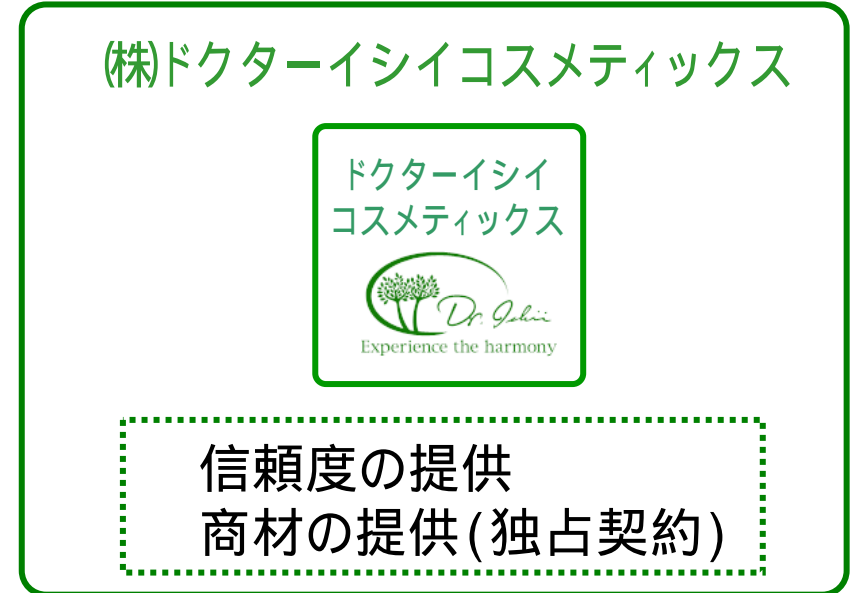 ㈱ドクターイシイコスメティックス
ドクターイシイ
コスメティックス
Dr. Ishii
Experience the harmony
信頼度の提供
商材の提供(独占契約)